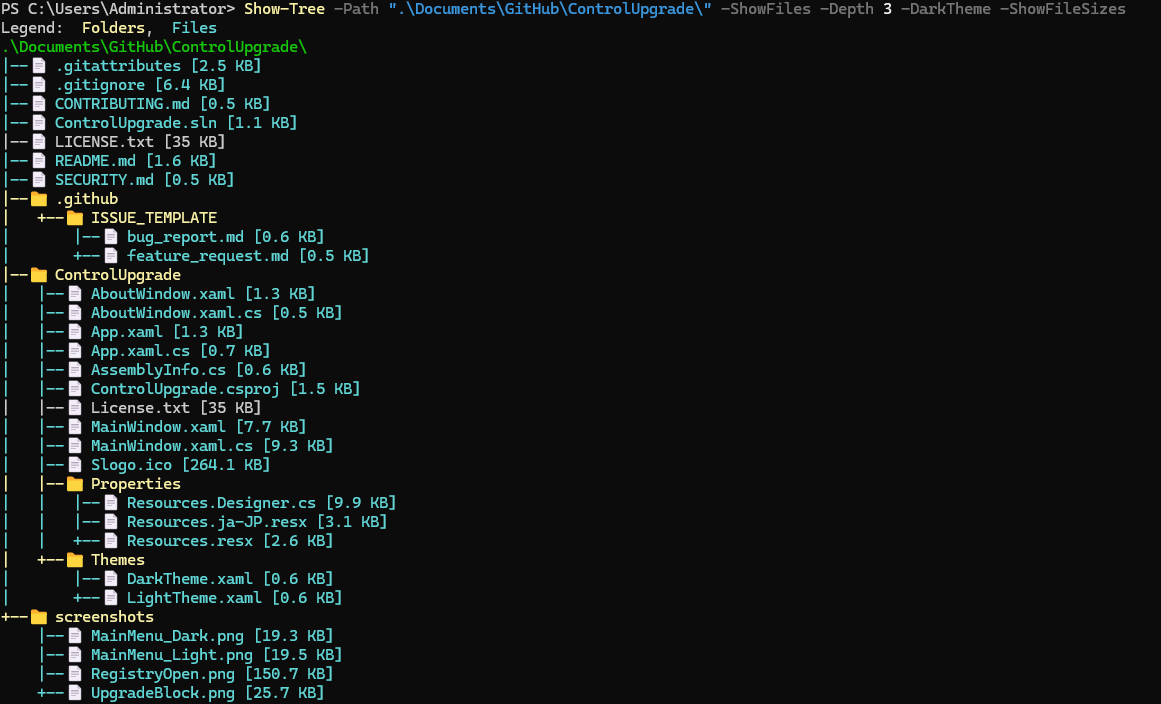 PS C:\Users\Administrator> Show-Tree -Path ".\Documents\GitHub\ControlUpgrade\" -ShowFiles -Depth 3 -DarkTheme -ShowFileSizes
Legend:  Folders,  Files
.\Documents\GitHub\ControlUpgrade\
|-- .gitattributes [2.5 KB]
|-- .gitignore [6.4 KB]
|-- CONTRIBUTING.md [0.5 KB]
|-- ControlUpgrade.sln [1.1 KB]
|-- LICENSE.txt [35 KB]
|-- README.md [1.6 KB]
|-- SECURITY.md [0.5 KB]
|-- .github
|   +-- ISSUE_TEMPLATE
|       |-- bug_report.md [0.6 KB]
|       +-- feature_request.md [0.5 KB]
|-- ControlUpgrade
|   |-- AboutWindow.xaml [1.3 KB]
|   |-- AboutWindow.xaml.cs [0.5 KB]
|   |-- App.xaml [1.3 KB]
|   |-- App.xaml.cs [0.7 KB]
|   |-- AssemblyInfo.cs [0.6 KB]
|   |-- ControlUpgrade.csproj [1.5 KB]
|   |-- License.txt [35 KB]
|   |-- MainWindow.xaml [7.7 KB]
|   |-- MainWindow.xaml.cs [9.3 KB]
|   |-- Slogo.ico [264.1 KB]
|   |-- Properties
|   |   |-- Resources.Designer.cs [9.9 KB]
|   |   |-- Resources.ja-JP.resx [3.1 KB]
|   |   +-- Resources.resx [2.6 KB]
|   +-- Themes
|       |-- DarkTheme.xaml [0.6 KB]
|       +-- LightTheme.xaml [0.6 KB]
+-- screenshots
    |-- MainMenu_Dark.png [19.3 KB]
    |-- MainMenu_Light.png [19.5 KB]
    |-- RegistryOpen.png [150.7 KB]
    +-- UpgradeBlock.png [25.7 KB]